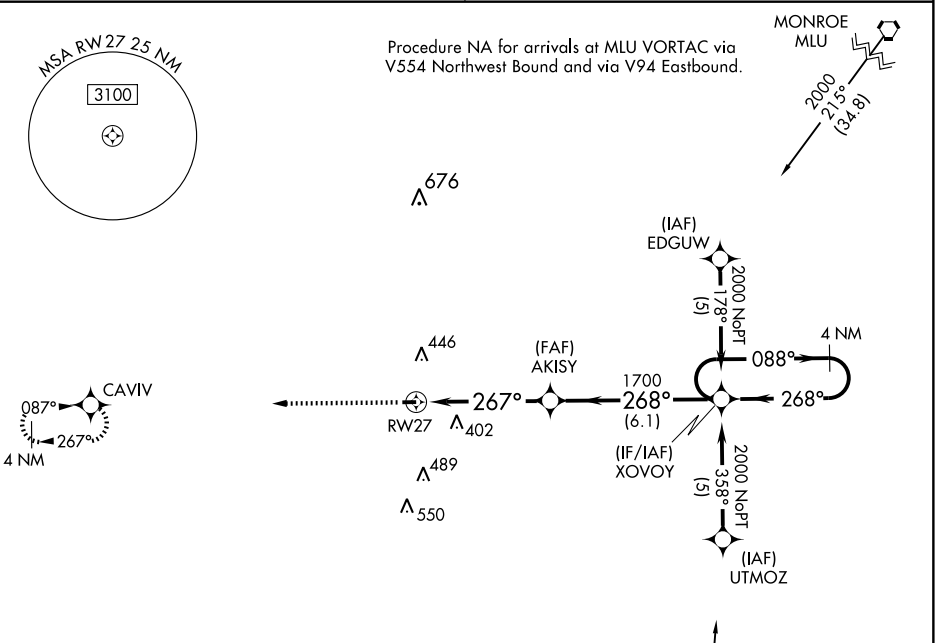 MSA RW 27 25 NM
3100
Procedure NA for arrivals at MLU VORTAC via
V554 Northwest Bound and via V94 Eastbound.
MONROE
MLU
2000
215°
(34.8)
676
(IAF)
EDGUW
2000 NoPT
178°
(5)
4 NM
088°
446
(FAF)
AKISY
1700
268°
(6.1)
268°
267°
RW27
402
CAVIV
087°
267°
4 NM
(IF/IAF)
XOVOY
489
550
2000 NoPT
358°
(5)
(IAF)
UTMOZ